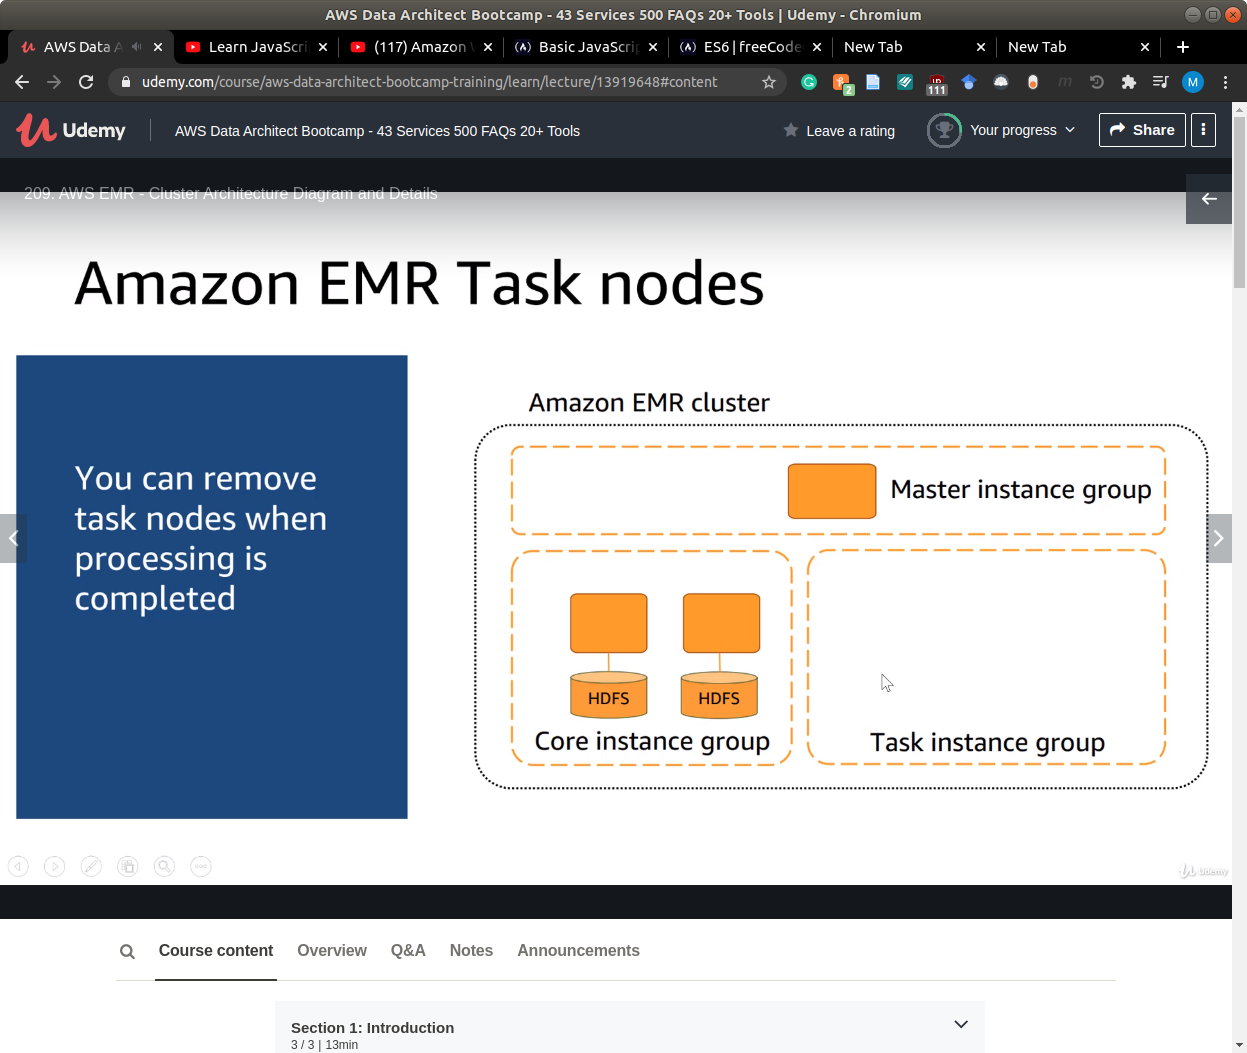 AWS Data Architect Bootcamp - 43 Services 500 FAQs 20+ Tools | Udemy - Chromium
AWS Data A
Learn JavaScri
(117) Amazon
Basic JavaScrip
ES6 | freeCode
New Tab
New Tab
udemy.com/course/aws-data-architect-bootcamp-training/learn/lecture/13919648#content
2
111
M
Udemy
AWS Data Architect Bootcamp - 43 Services 500 FAQs 20+ Tools
Leave a rating
Your progress
Share
209. AWS EMR - Cluster Architecture Diagram and Details
Amazon EMR Task nodes
You can remove
task nodes when
processing is
completed
Amazon EMR cluster
Master instance group
HDFS
HDFS
Core instance group
Task instance group
Udemy
Course content
Overview
Q&A
Notes
Announcements
Section 1: Introduction
3 / 3 | 13min